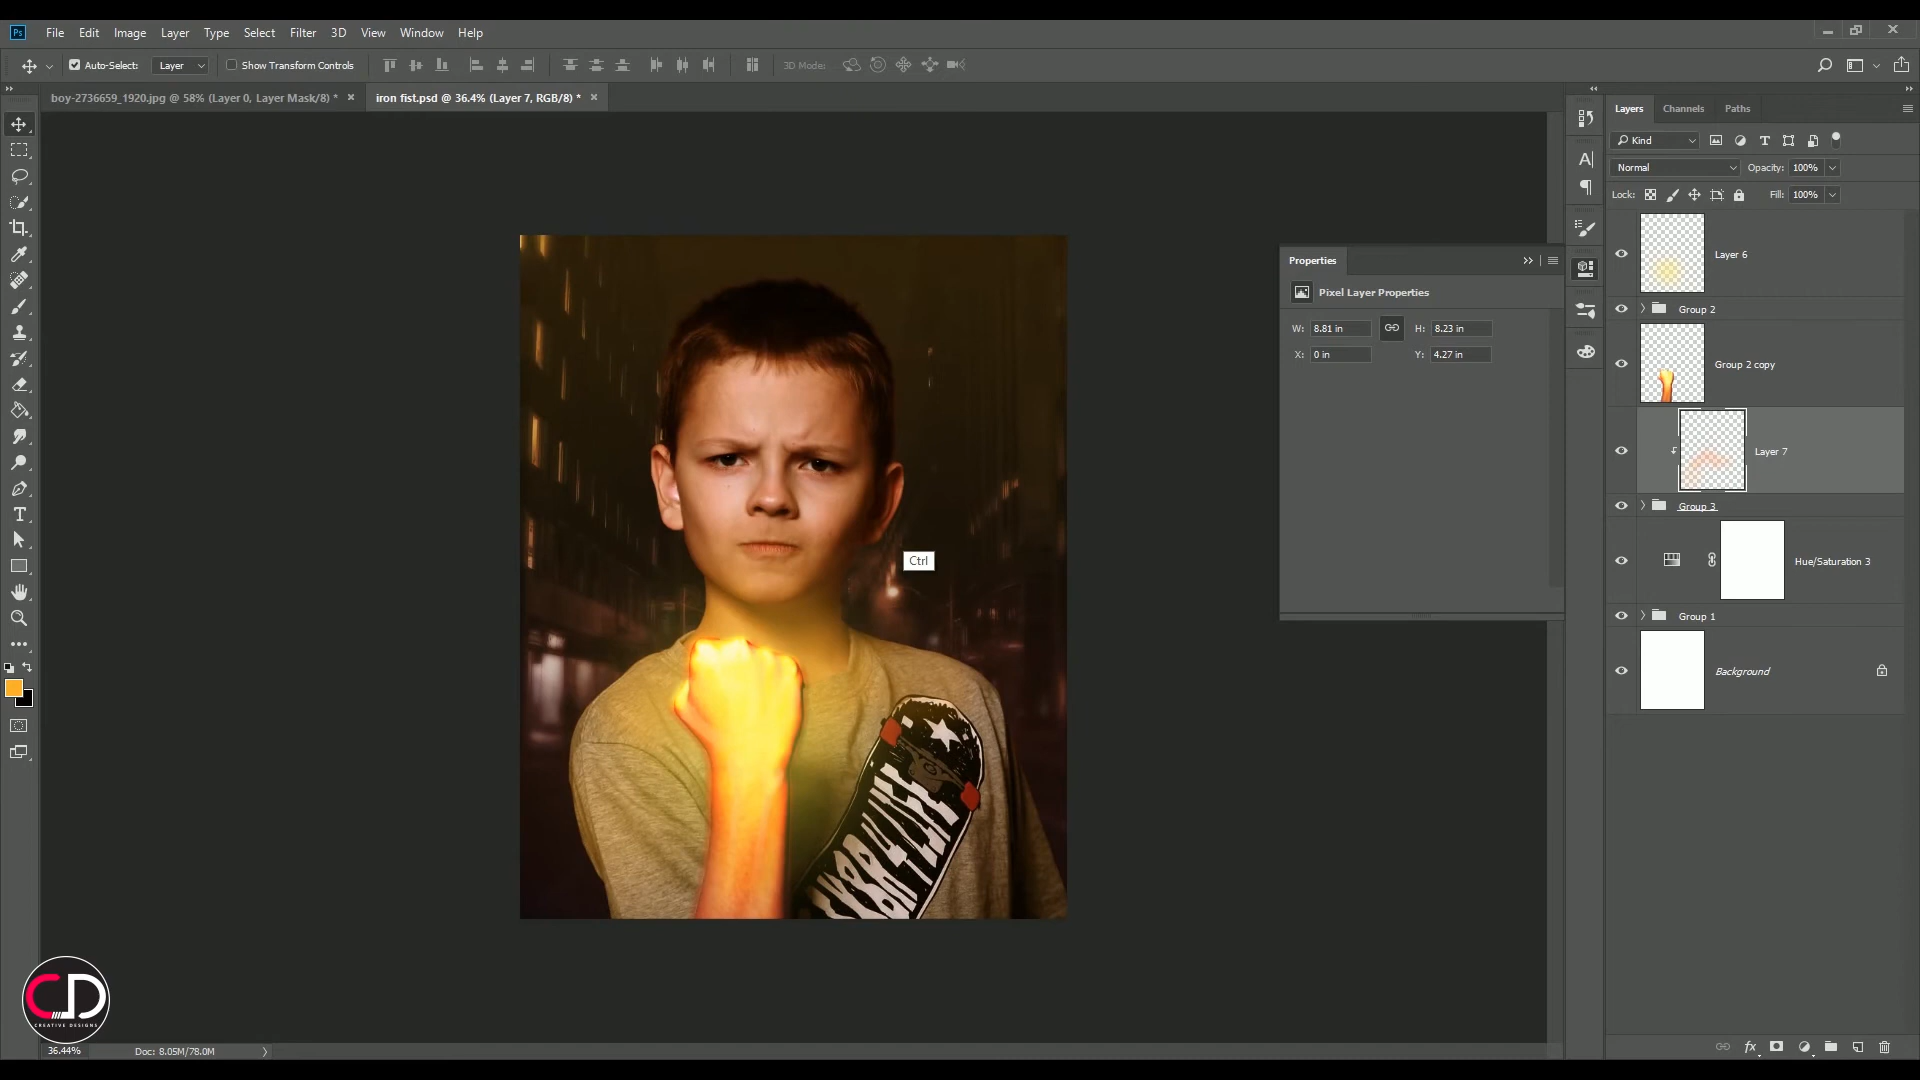 Ps File Edit Image Layer Type Select Filter 3D View Window Help
Auto-Select: Layer Show Transform Controls 3D Mode:
boy-2736659_1920.jpg @ 58% (Layer 0, Layer Mask/8) * iron fist.psd @ 36.4% (Layer 7, RGB/8) *
Layers Channels Paths
Kind
Normal Opacity: 100%
Lock: Fill: 100%
Layer 6
Group 2
Group 2 copy
Layer 7
Group 3
Hue/Saturation 3
Group 1
Background
Properties
Pixel Layer Properties
W: 8.81 in H: 8.23 in
X: 0 in Y: 4.27 in
Ctrl
CD
CREATIVE DESIGNS
36.44% Doc: 8.05M/78.0M